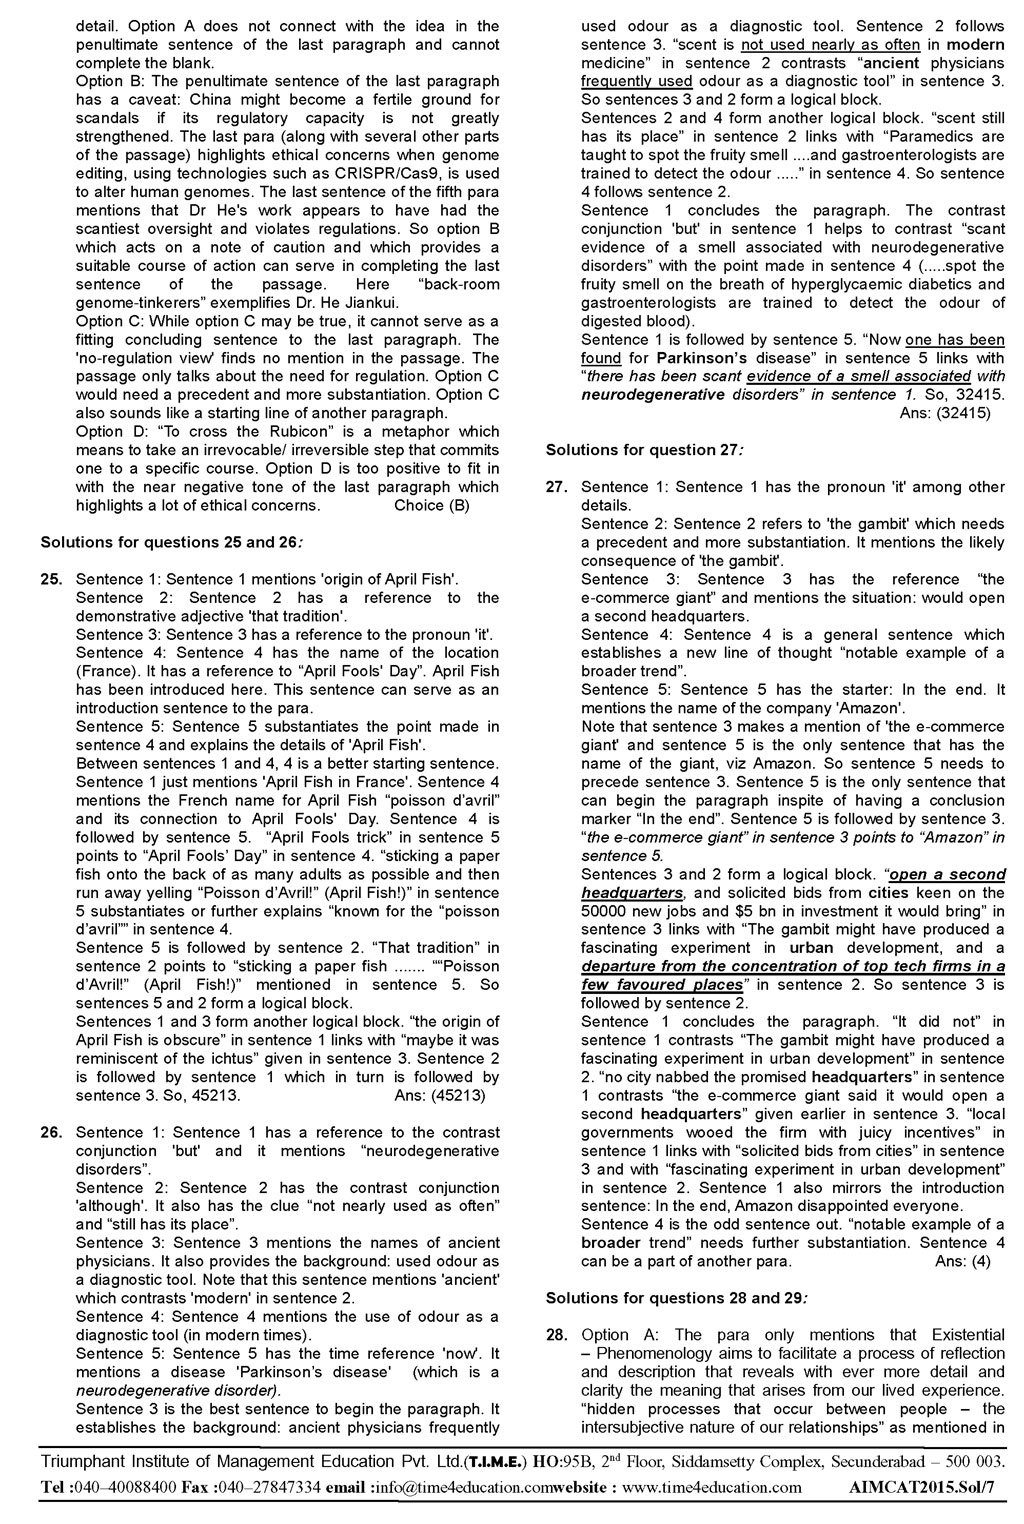 detail. Option A does not connect with the idea in the
penultimate sentence of the last paragraph and cannot
complete the blank.
Option B: The penultimate sentence of the last paragraph
has a caveat: China might become a fertile ground for
scandals if its regulatory capacity is not greatly
strengthened. The last para (along with several other parts
of the passage) highlights ethical concerns when genome
editing, using technologies such as CRISPR/Cas9, is used
to alter human genomes. The last sentence of the fifth para
mentions that Dr He's work appears to have had the
scantiest oversight and violates regulations. So option B
which acts on a note of caution and which provides a
suitable course of action can serve in completing the last
sentence of the passage. Here “back-room
genome-tinkerers” exemplifies Dr. He Jiankui.
Option C: While option C may be true, it cannot serve as a
fitting concluding sentence to the last paragraph. The
'no-regulation view' finds no mention in the passage. The
passage only talks about the need for regulation. Option C
would need a precedent and more substantiation. Option C
also sounds like a starting line of another paragraph.
Option D: “To cross the Rubicon” is a metaphor which
means to take an irrevocable/ irreversible step that commits
one to a specific course. Option D is too positive to fit in
with the near negative tone of the last paragraph which
highlights a lot of ethical concerns. Choice (B)
Solutions for questions 25 and 26:
25. Sentence 1: Sentence 1 mentions 'origin of April Fish'.
Sentence 2: Sentence 2 has a reference to the
demonstrative adjective 'that tradition'.
Sentence 3: Sentence 3 has a reference to the pronoun 'it'.
Sentence 4: Sentence 4 has the name of the location
(France). It has a reference to “April Fools' Day”. April Fish
has been introduced here. This sentence can serve as an
introduction sentence to the para.
Sentence 5: Sentence 5 substantiates the point made in
sentence 4 and explains the details of 'April Fish'.
Between sentences 1 and 4, 4 is a better starting sentence.
Sentence 1 just mentions 'April Fish in France'. Sentence 4
mentions the French name for April Fish “poisson d’avril”
and its connection to April Fools' Day. Sentence 4 is
followed by sentence 5. “April Fools trick” in sentence 5
points to “April Fools’ Day” in sentence 4. “sticking a paper
fish onto the back of as many adults as possible and then
run away yelling “Poisson d’Avril!” (April Fish!)” in sentence
5 substantiates or further explains “known for the “poisson
d’avril”” in sentence 4.
Sentence 5 is followed by sentence 2. “That tradition” in
sentence 2 points to “sticking a paper fish ....... ““Poisson
d’Avril!” (April Fish!)” mentioned in sentence 5. So
sentences 5 and 2 form a logical block.
Sentences 1 and 3 form another logical block. “the origin of
April Fish is obscure” in sentence 1 links with “maybe it was
reminiscent of the ichtus” given in sentence 3. Sentence 2
is followed by sentence 1 which in turn is followed by
sentence 3. So, 45213. Ans: (45213)
26. Sentence 1: Sentence 1 has a reference to the contrast
conjunction 'but' and it mentions “neurodegenerative
disorders”.
Sentence 2: Sentence 2 has the contrast conjunction
'although'. It also has the clue “not nearly used as often”
and “still has its place”.
Sentence 3: Sentence 3 mentions the names of ancient
physicians. It also provides the background: used odour as
a diagnostic tool. Note that this sentence mentions 'ancient'
which contrasts 'modern' in sentence 2.
Sentence 4: Sentence 4 mentions the use of odour as a
diagnostic tool (in modern times).
Sentence 5: Sentence 5 has the time reference 'now'. It
mentions a disease 'Parkinson’s disease' (which is a
neurodegenerative disorder).
Sentence 3 is the best sentence to begin the paragraph. It
establishes the background: ancient physicians frequently
used odour as a diagnostic tool. Sentence 2 follows
sentence 3. “scent is not used nearly as often in modern
medicine” in sentence 2 contrasts “ancient physicians
frequently used odour as a diagnostic tool” in sentence 3.
So sentences 3 and 2 form a logical block.
Sentences 2 and 4 form another logical block. “scent still
has its place” in sentence 2 links with “Paramedics are
taught to spot the fruity smell ....and gastroenterologists are
trained to detect the odour .....” in sentence 4. So sentence
4 follows sentence 2.
Sentence 1 concludes the paragraph. The contrast
conjunction 'but' in sentence 1 helps to contrast “scant
evidence of a smell associated with neurodegenerative
disorders” with the point made in sentence 4 (.....spot the
fruity smell on the breath of hyperglycaemic diabetics and
gastroenterologists are trained to detect the odour of
digested blood).
Sentence 1 is followed by sentence 5. “Now one has been
found for Parkinson’s disease” in sentence 5 links with
“there has been scant evidence of a smell associated with
neurodegenerative disorders” in sentence 1. So, 32415.
Ans: (32415)
Solutions for question 27:
27. Sentence 1: Sentence 1 has the pronoun 'it' among other
details.
Sentence 2: Sentence 2 refers to 'the gambit' which needs
a precedent and more substantiation. It mentions the likely
consequence of 'the gambit'.
Sentence 3: Sentence 3 has the reference “the
e-commerce giant” and mentions the situation: would open
a second headquarters.
Sentence 4: Sentence 4 is a general sentence which
establishes a new line of thought “notable example of a
broader trend”.
Sentence 5: Sentence 5 has the starter: In the end. It
mentions the name of the company 'Amazon'.
Note that sentence 3 makes a mention of 'the e-commerce
giant' and sentence 5 is the only sentence that has the
name of the giant, viz Amazon. So sentence 5 needs to
precede sentence 3. Sentence 5 is the only sentence that
can begin the paragraph inspite of having a conclusion
marker “In the end”. Sentence 5 is followed by sentence 3.
“the e-commerce giant” in sentence 3 points to “Amazon” in
sentence 5.
Sentences 3 and 2 form a logical block. “open a second
headquarters, and solicited bids from cities keen on the
50000 new jobs and $5 bn in investment it would bring” in
sentence 3 links with “The gambit might have produced a
fascinating experiment in urban development, and a
departure from the concentration of top tech firms in a
few favoured places” in sentence 2. So sentence 3 is
followed by sentence 2.
Sentence 1 concludes the paragraph. “It did not” in
sentence 1 contrasts “The gambit might have produced a
fascinating experiment in urban development” in sentence
2. “no city nabbed the promised headquarters” in sentence
1 contrasts “the e-commerce giant said it would open a
second headquarters” given earlier in sentence 3. “local
governments wooed the firm with juicy incentives” in
sentence 1 links with “solicited bids from cities” in sentence
3 and with “fascinating experiment in urban development”
in sentence 2. Sentence 1 also mirrors the introduction
sentence: In the end, Amazon disappointed everyone.
Sentence 4 is the odd sentence out. “notable example of a
broader trend” needs further substantiation. Sentence 4
can be a part of another para. Ans: (4)
Solutions for questions 28 and 29:
28. Option A: The para only mentions that Existential
– Phenomenology aims to facilitate a process of reflection
and description that reveals with ever more detail and
clarity the meaning that arises from our lived experience.
“hidden processes that occur between people – the
intersubjective nature of our relationships” as mentioned in
Triumphant Institute of Management Education Pvt. Ltd.(T.I.M.E.) HO:95B, 2nd Floor, Siddamsetty Complex, Secunderabad – 500 003.
Tel :040–40088400 Fax :040–27847334 email :info@time4education.comwebsite : www.time4education.com AIMCAT2015.Sol/7